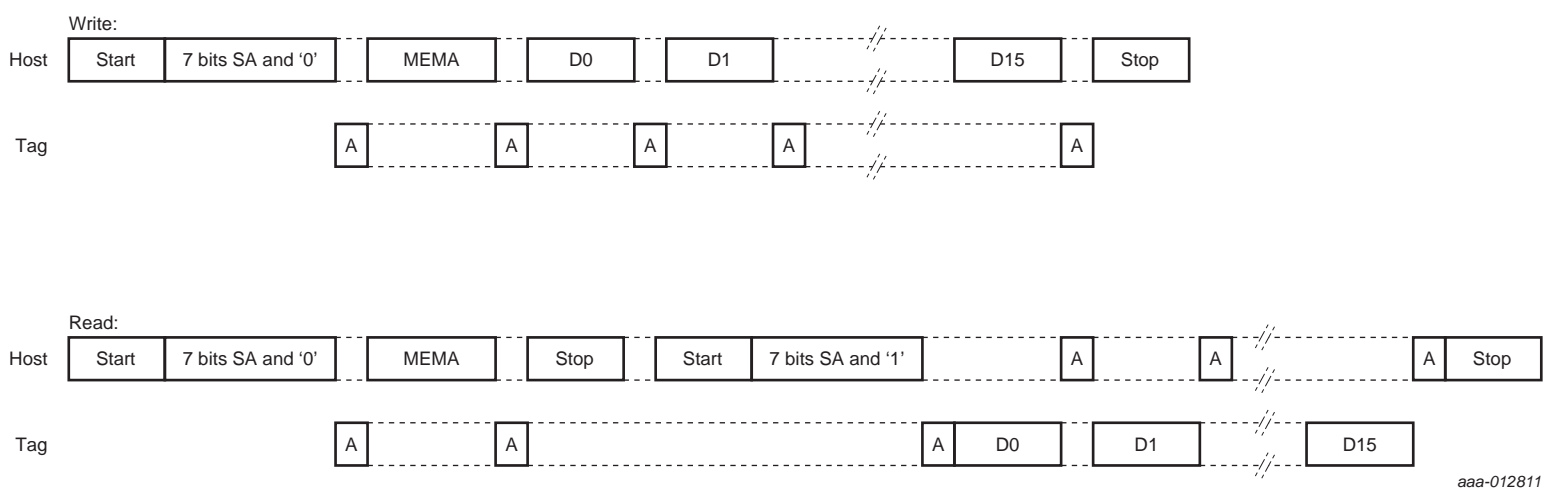 Write:
Host Start 7 bits SA and ‘0’ MEMA D0 D1 D15 Stop
Tag A A A A A
Read:
Host Start 7 bits SA and ‘0’ MEMA Stop Start 7 bits SA and ‘1’ A A A Stop
Tag A A A D0 D1 D15
aaa-012811